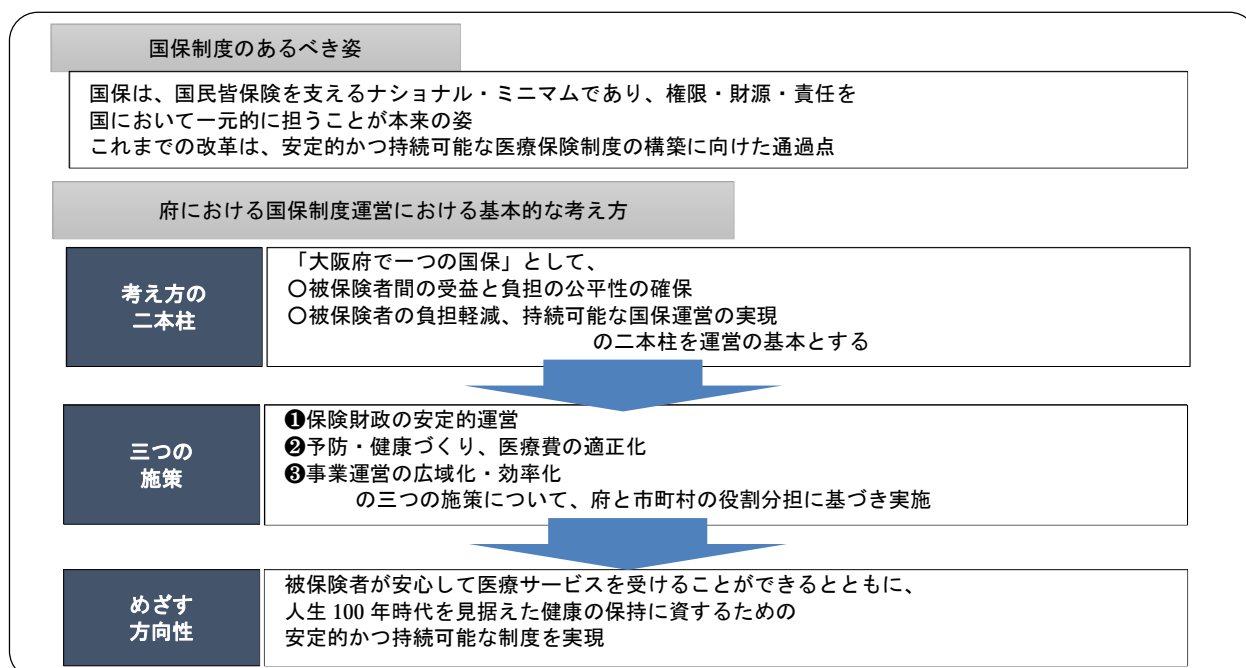 国保制度のあるべき姿
国保は、国民皆保険を支えるナショナル・ミニマムであり、権限・財源・責任を
国において一元的に担うことが本来の姿
これまでの改革は、安定的かつ持続可能な医療保険制度の構築に向けた通過点
府における国保制度運営における基本的な考え方
考え方の
二本柱
「大阪府で一つの国保」として、
〇被保険者間の受益と負担の公平性の確保
〇被保険者の負担軽減、持続可能な国保運営の実現
の二本柱を運営の基本とする
三つの
施策
❶保険財政の安定的運営
❷予防・健康づくり、医療費の適正化
❸事業運営の広域化・効率化
の三つの施策について、府と市町村の役割分担に基づき実施
めざす
方向性
被保険者が安心して医療サービスを受けることができるとともに、
人生 100 年時代を見据えた健康の保持に資するための
安定的かつ持続可能な制度を実現